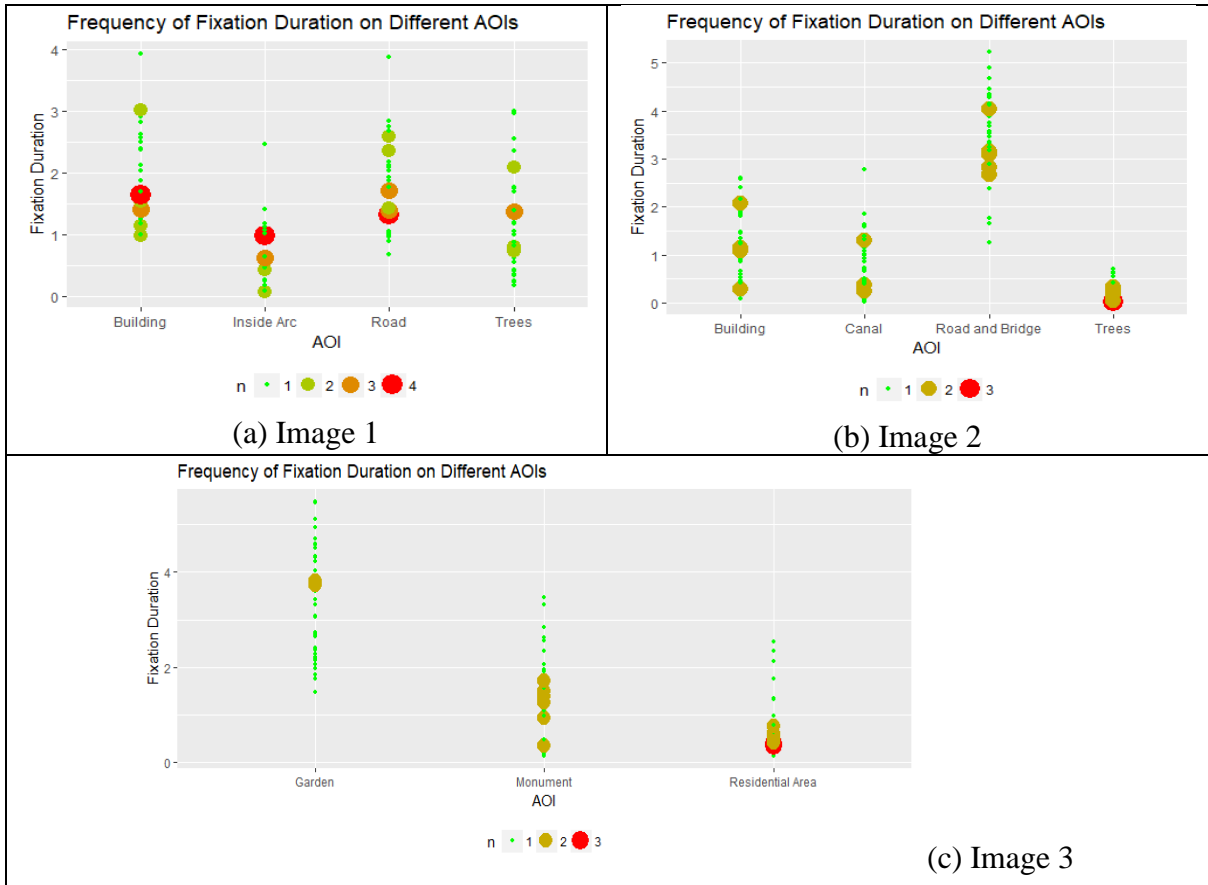 Frequency of Fixation Duration on Different AOIs
4
3
2
1
0
Fixation Duration
Building Inside Arc Road Trees
AOI
n 1 2 3 4
(a) Image 1
Frequency of Fixation Duration on Different AOIs
5
4
3
2
1
0
Fixation Duration
Building Canal Road and Bridge Trees
AOI
n 1 2 3
(b) Image 2
Frequency of Fixation Duration on Different AOIs
4
2
0
Fixation Duration
Garden Monument Residential Area
AOI
n 1 2 3
(c) Image 3